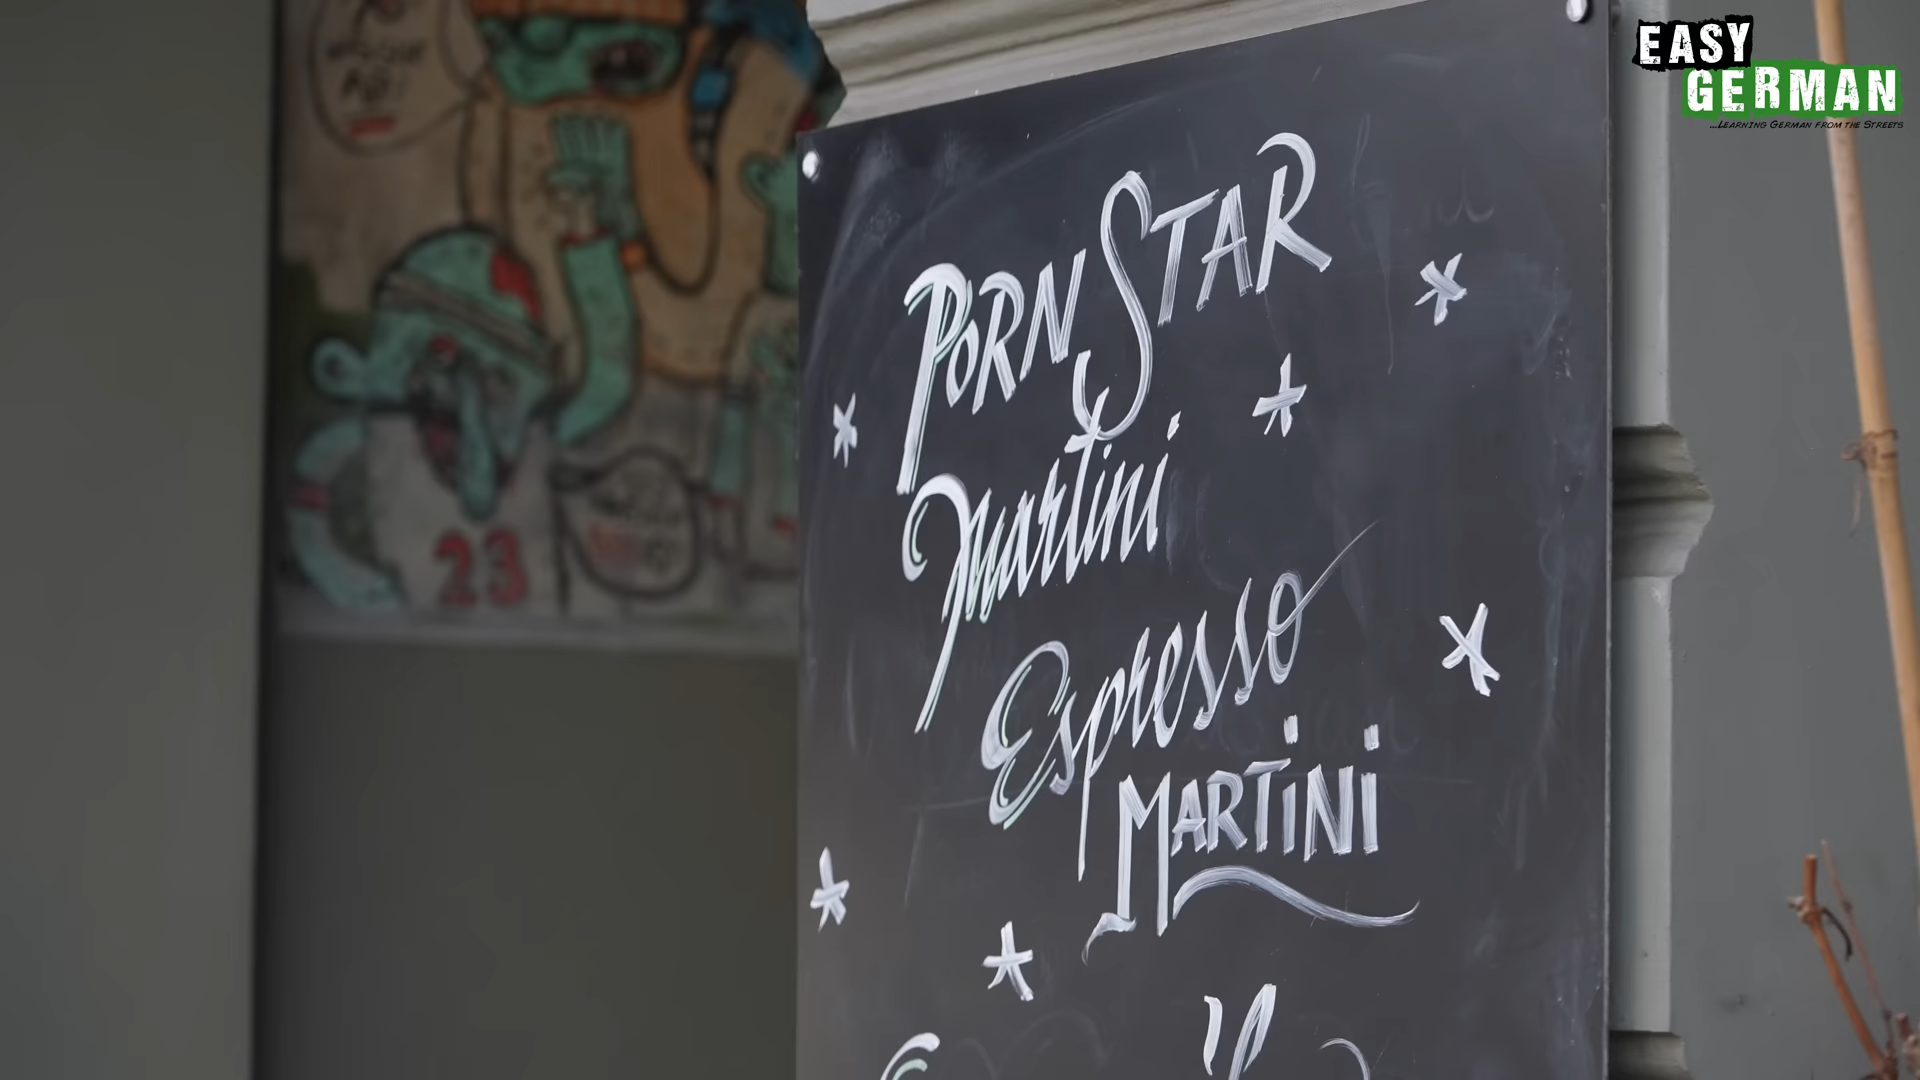 EASY
GERMAN
...LEARNING GERMAN FROM THE STREETS
PORN STAR
Martini
Espresso
MARTiNi
23